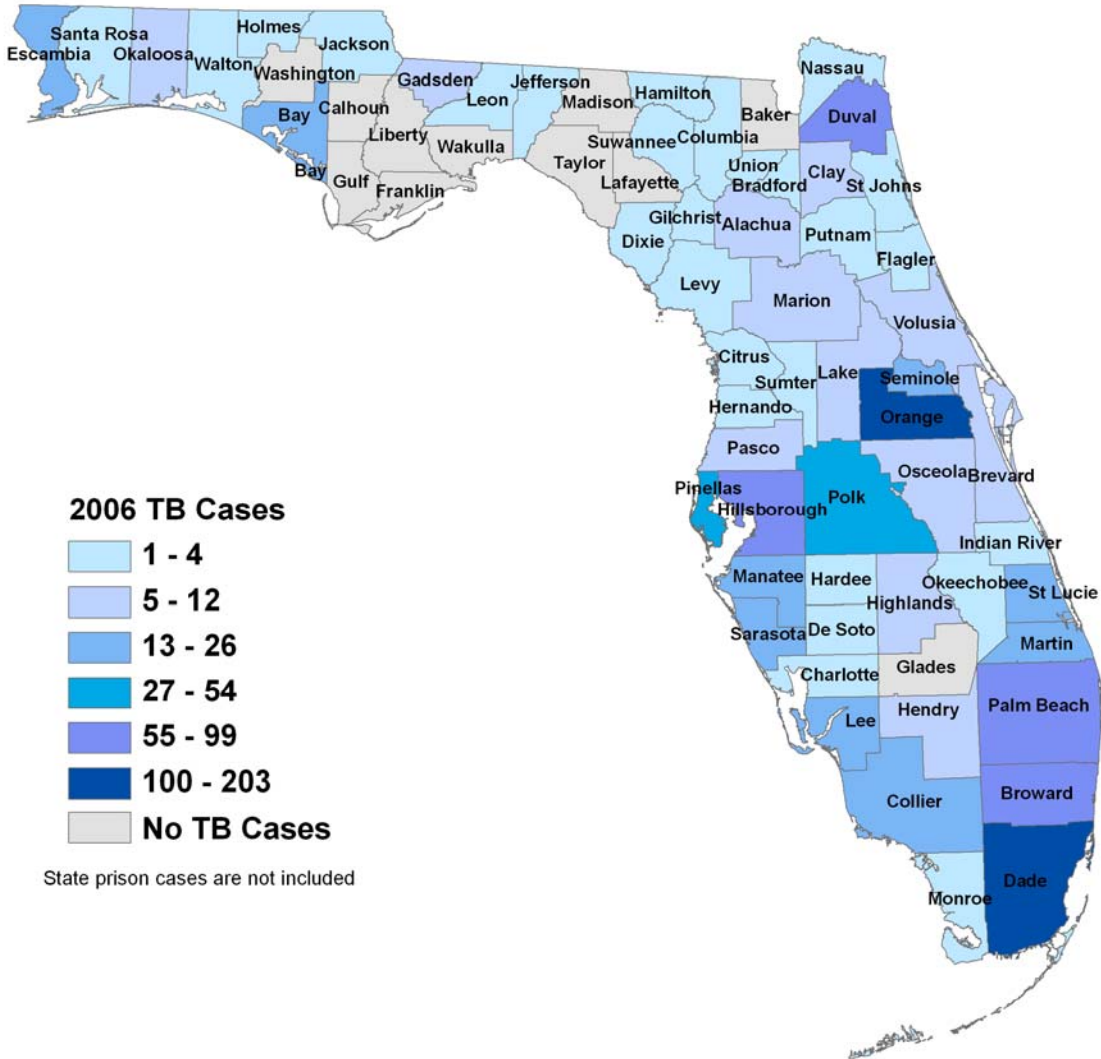 Holmes
Santa Rosa
Jackson
Escambia
Okaloosa
Walton
Washington
Nassau
Gadsden
Jefferson
Hamilton
Leon
Madison
Baker
Duval
Bay
Calhoun
Liberty
Wakulla
Suwannee
Columbia
Taylor
Union
Clay
Bay
Gulf
Franklin
Lafayette
Bradford
St Johns
Gilchrist
Alachua
Putnam
Dixie
Flagler
Levy
Marion
Volusia
Citrus
Lake
Seminole
Sumter
Hernando
Orange
Pasco
Osceola
Brevard
Pinellas
Polk
Hillsborough
Indian River
Manatee
Hardee
Okeechobee
St Lucie
Highlands
Sarasota
De Soto
Martin
Charlotte
Glades
Palm Beach
Lee
Hendry
Broward
Collier
Dade
Monroe
2006 TB Cases
1 - 4
5 - 12
13 - 26
27 - 54
55 - 99
100 - 203
No TB Cases
State prison cases are not included